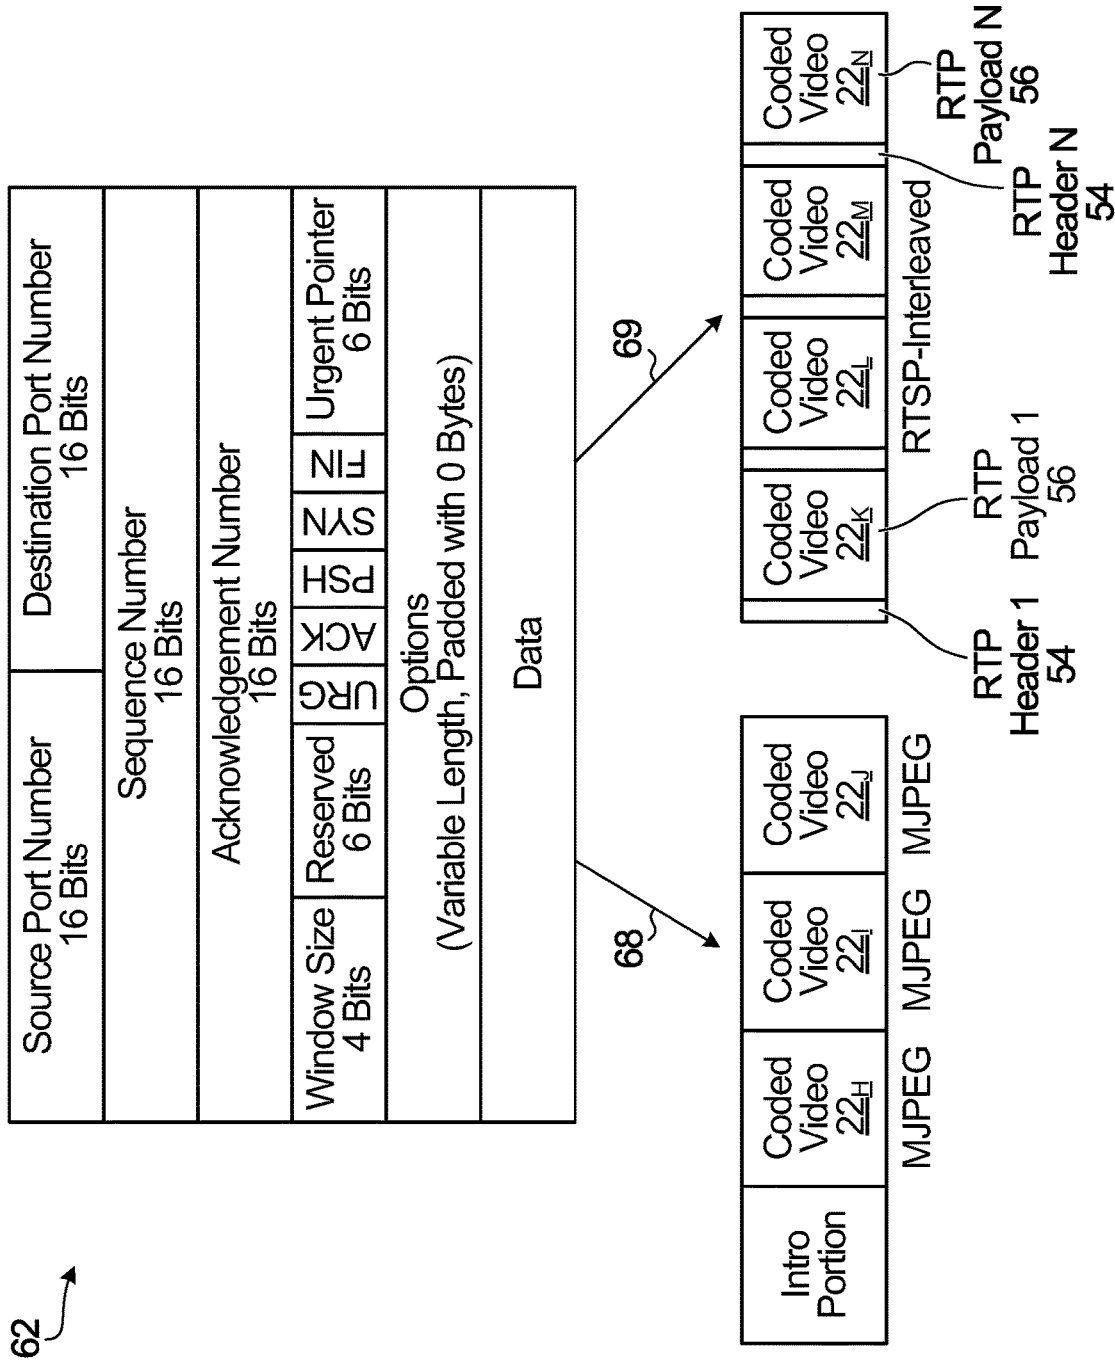 62
Source Port Number
16 Bits
Destination Port Number
16 Bits
Sequence Number
16 Bits
Acknowledgement Number
16 Bits
Window Size
4 Bits
Reserved
6 Bits
URG
ACK
PSH
SYN
FIN
Urgent Pointer
6 Bits
Options
(Variable Length, Padded with 0 Bytes)
Data
68
69
Intro
Portion
Coded
Video
22H
Coded
Video
22I
Coded
Video
22J
MJPEG
MJPEG
MJPEG
Coded
Video
22K
Coded
Video
22L
Coded
Video
22M
Coded
Video
22N
RTSP-Interleaved
RTP
Header 1
54
RTP
Payload 1
56
RTP
Header N
54
RTP
Payload N
56